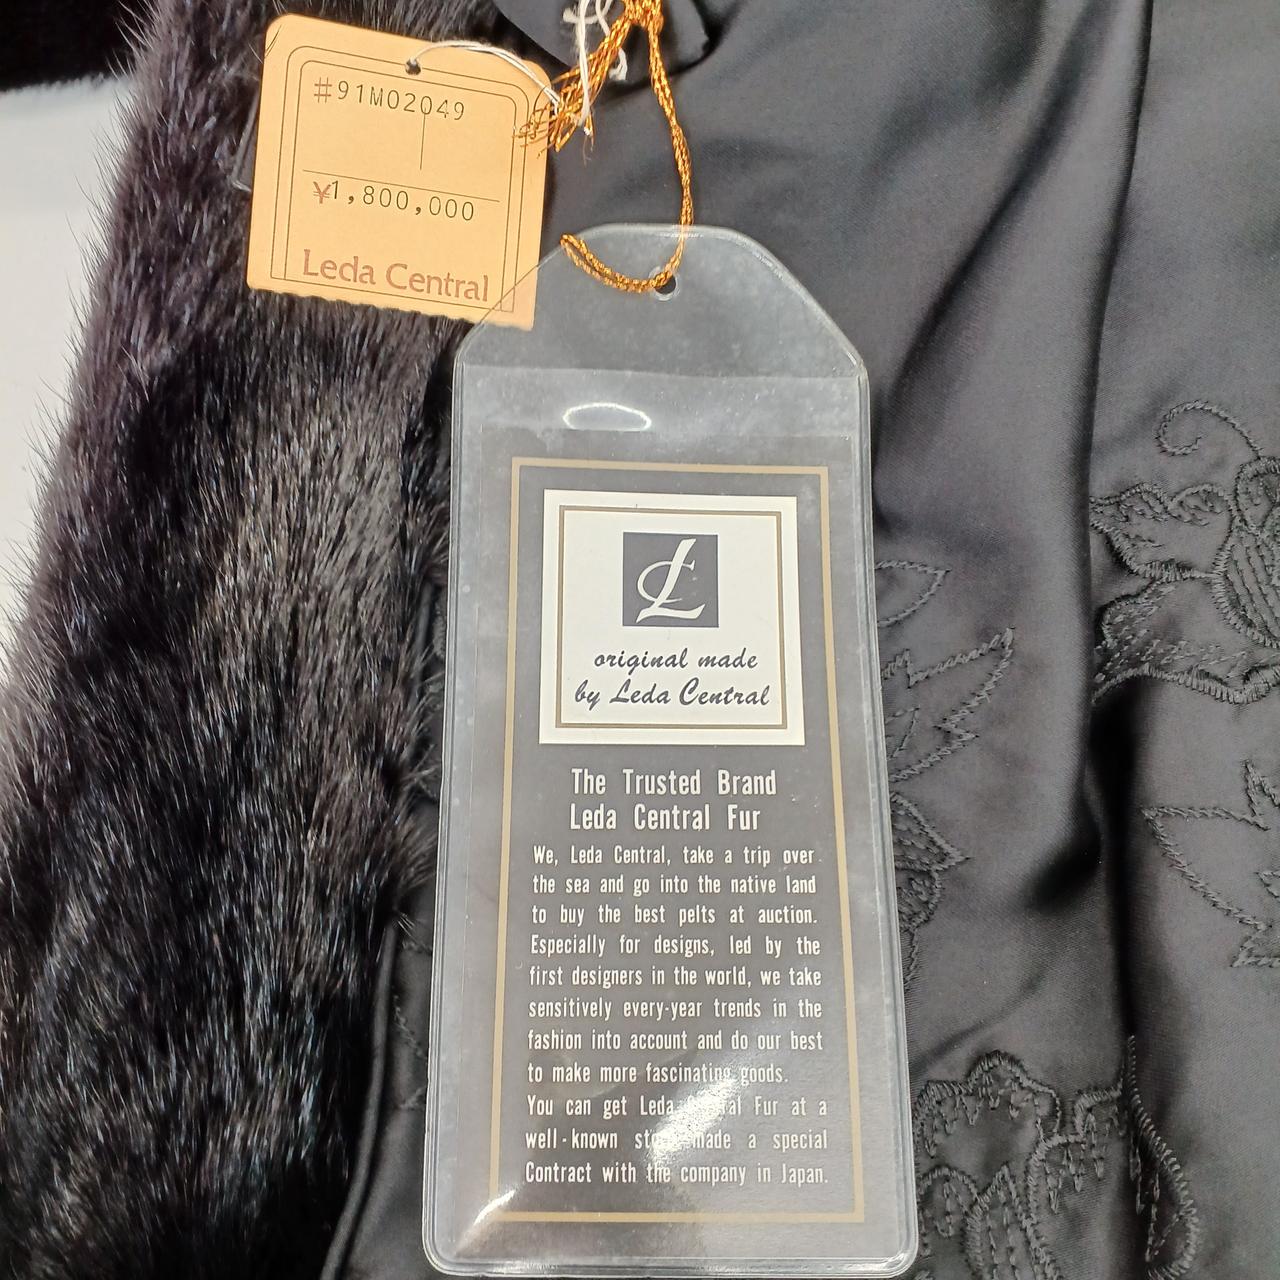 #91M02049
¥1,800,000
Leda Central
L
original made
by Leda Central
The Trusted Brand
Leda Central Fur
We, Leda Central, take a trip over
the sea and go into the native land
to buy the best pelts at auction.
Especially for designs, led by the
first designers in the world, we take
sensitively every-year trends in the
fashion into account and do our best
to make more fascinating goods.
You can get Leda Central Fur at a
well-known made a special
Contract with the company in Japan.